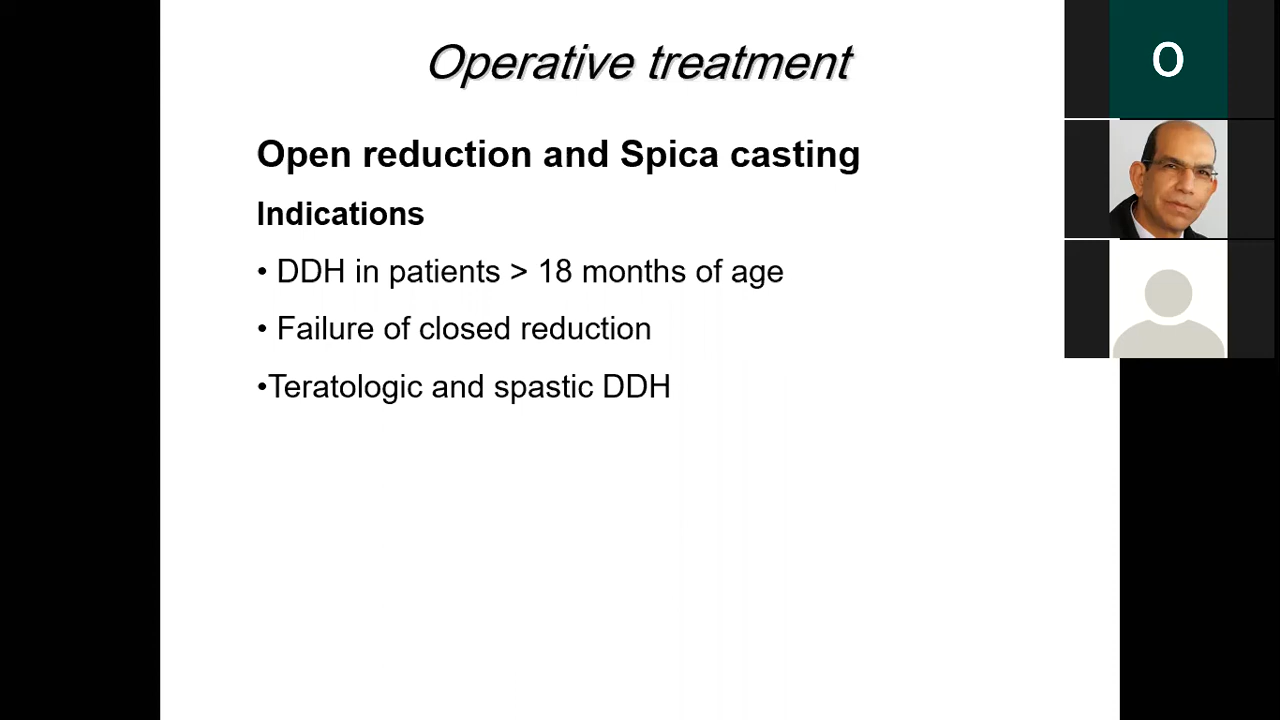 Operative treatment
O
Open reduction and Spica casting
Indications
• DDH in patients > 18 months of age
• Failure of closed reduction
•Teratologic and spastic DDH